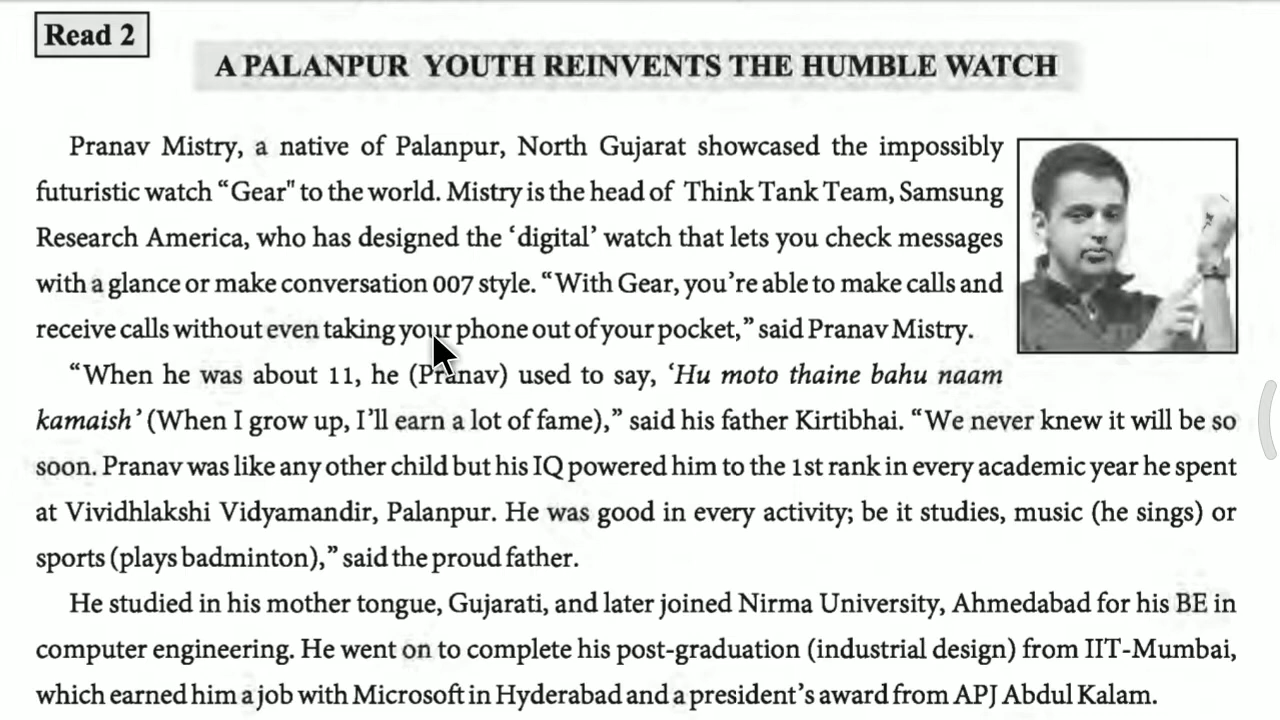 Read 2
A PALANPUR YOUTH REINVENTS THE HUMBLE WATCH
Pranav Mistry, a native of Palanpur, North Gujarat showcased the impossibly
futuristic watch “Gear" to the world. Mistry is the head of Think Tank Team, Samsung
Research America, who has designed the ‘digital’ watch that lets you check messages
with a glance or make conversation 007 style. “With Gear, you’re able to make calls and
receive calls without even taking your phone out of your pocket,” said Pranav Mistry.
“When he was about 11, he (Pranav) used to say, ‘Hu moto thaine bahu naam
kamaish’ (When I grow up, I’ll earn a lot of fame),” said his father Kirtibhai. “We never knew it will be so
soon. Pranav was like any other child but his IQ powered him to the 1st rank in every academic year he spent
at Vividhlakshi Vidyamandir, Palanpur. He was good in every activity; be it studies, music (he sings) or
sports (plays badminton),” said the proud father.
He studied in his mother tongue, Gujarati, and later joined Nirma University, Ahmedabad for his BE in
computer engineering. He went on to complete his post-graduation (industrial design) from IIT-Mumbai,
which earned him a job with Microsoft in Hyderabad and a president’s award from APJ Abdul Kalam.